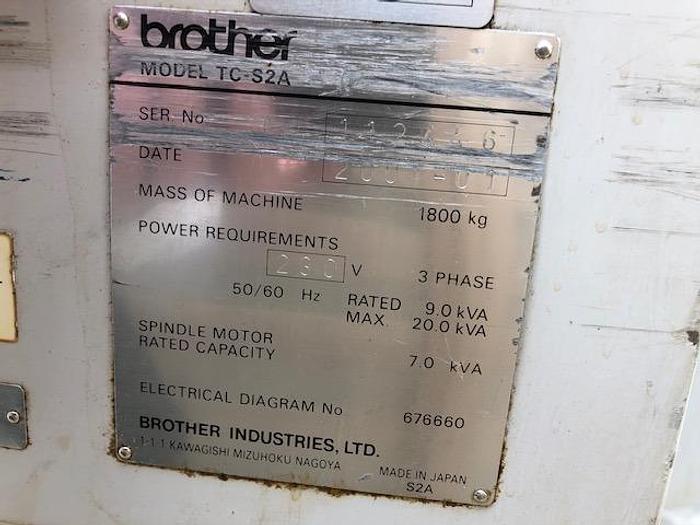 brother
MODEL TC-S2A
SER. No
DATE 2001-01
MASS OF MACHINE 1800 kg
POWER REQUIREMENTS
230 V 3 PHASE
50/60 Hz RATED 9.0 kVA
MAX. 20.0 kVA
SPINDLE MOTOR
RATED CAPACITY 7.0 kVA
ELECTRICAL DIAGRAM No 676660
BROTHER INDUSTRIES, LTD.
1-1-1 KAWAGISHI MIZUHOKU NAGOYA
MADE IN JAPAN
S2A